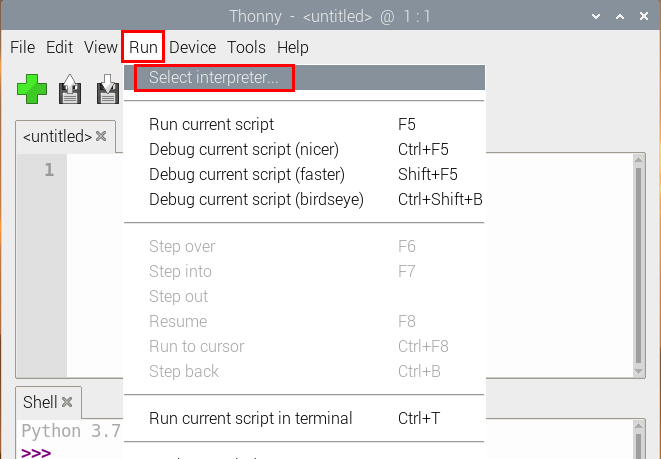 Thonny - <untitled> @ 1 : 1
File Edit View Run Device Tools Help
Select interpreter...
Run current script F5
<untitled>
Debug current script (nicer) Ctrl+F5
1
Debug current script (faster) Shift+F5
Debug current script (birdseye) Ctrl+Shift+B
Step over F6
Step into F7
Step out
Resume F8
Run to cursor Ctrl+F8
Step back Ctrl+B
Shell
Run current script in terminal Ctrl+T
Python 3.7
>>>